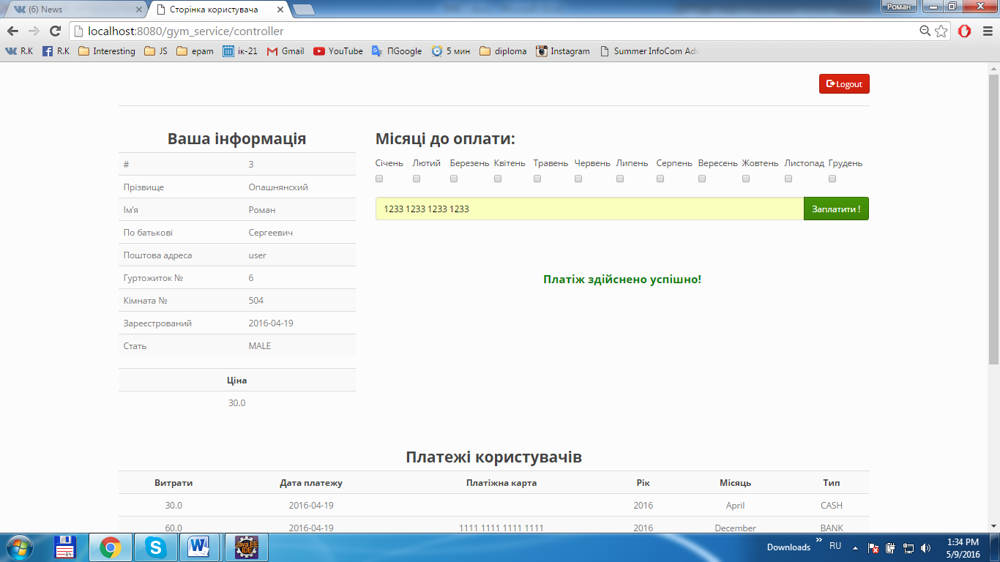 (6) News
Сторінка користувача
Роман
localhost:8080/gym_service/controller
R.K
R.K
Interesting
JS
epam
ік-21
Gmail
YouTube
ПGoogle
5 мин
diploma
Instagram
Summer InfoCom Adv
Logout
Ваша інформація
# 3
Прізвище Опашнянский
Ім'я Роман
По батькові Сергеевич
Поштова адреса user
Гуртожиток № 6
Кімната № 504
Зареєстрований 2016-04-19
Стать MALE
Ціна
30.0
Місяці до оплати:
Січень Лютий Березень Квітень Травень Червень Липень Серпень Вересень Жовтень Листопад Грудень
1233 1233 1233 1233
Заплатити !
Платіж здійснено успішно!
Платежі користувачів
Витрати Дата платежу Платіжна карта Рік Місяць Тип
30.0 2016-04-19 2016 April CASH
60.0 2016-04-19 1111 1111 1111 1111 2016 December BANK
64
Java EE
IDE
Downloads
RU
1:34 PM
5/9/2016